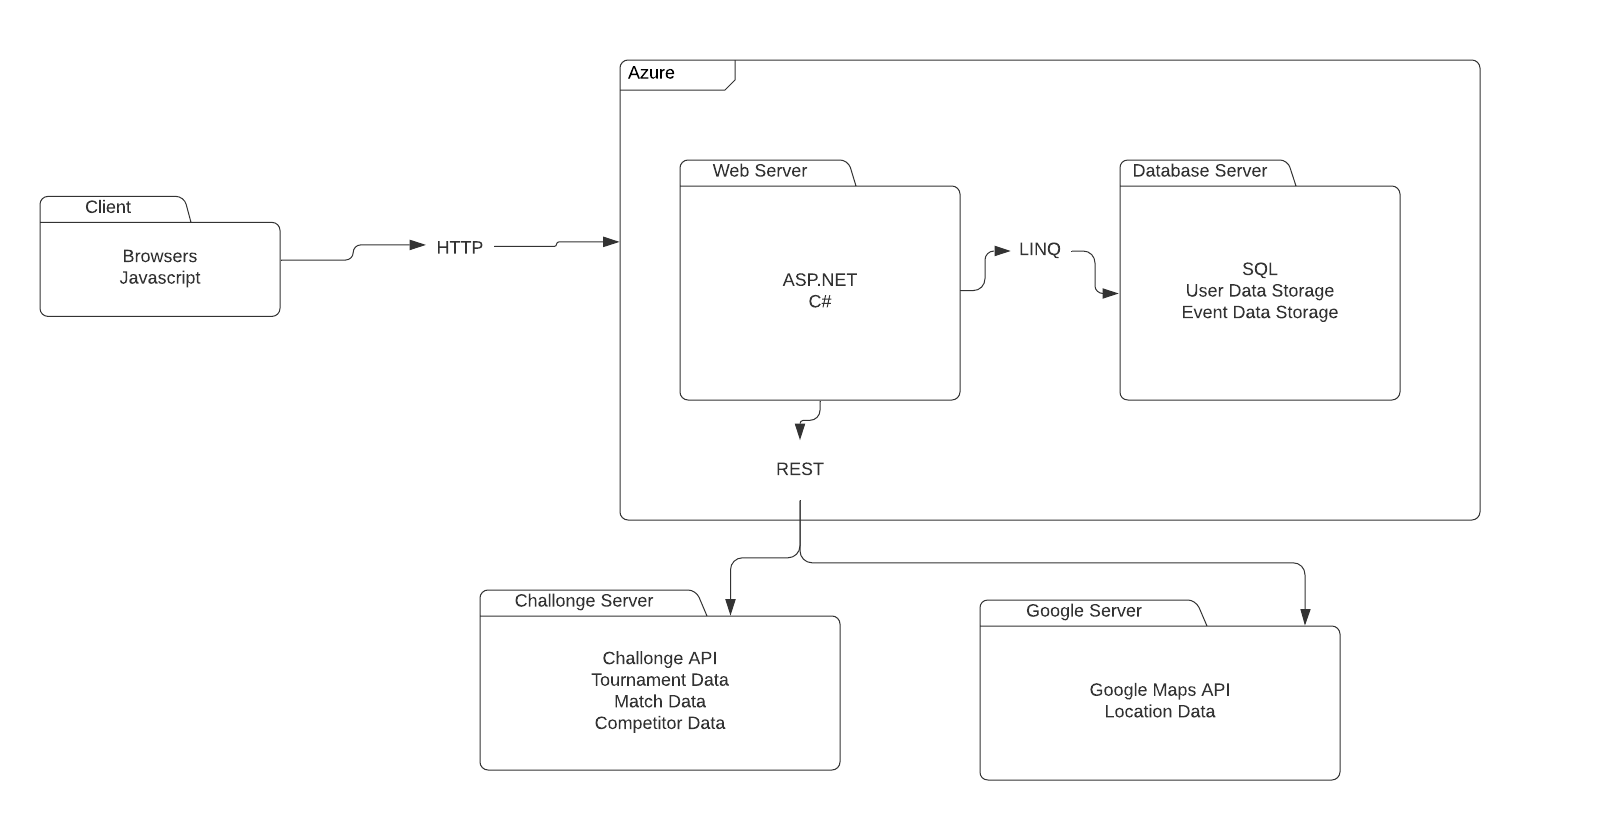 Azure
Web Server
ASP.NET
C#
Database Server
SQL
User Data Storage
Event Data Storage
Client
Browsers
Javascript
HTTP
LINQ
REST
Challonge Server
Challonge API
Tournament Data
Match Data
Competitor Data
Google Server
Google Maps API
Location Data